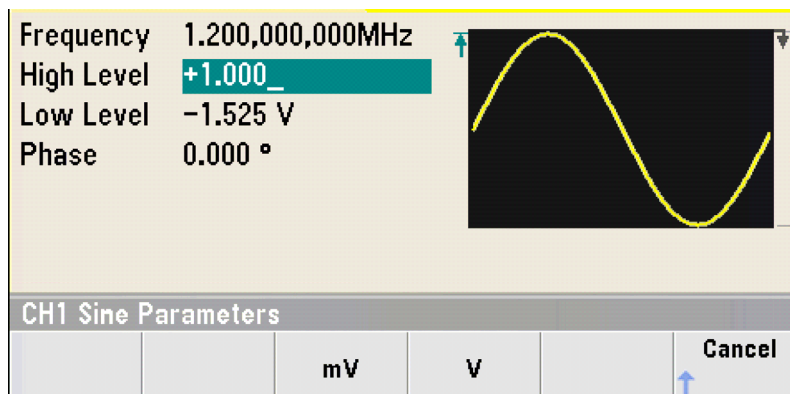 Frequency 1.200,000,000MHz
High Level +1.000_
Low Level −1.525 V
Phase 0.000 °
CH1 Sine Parameters
mV V Cancel